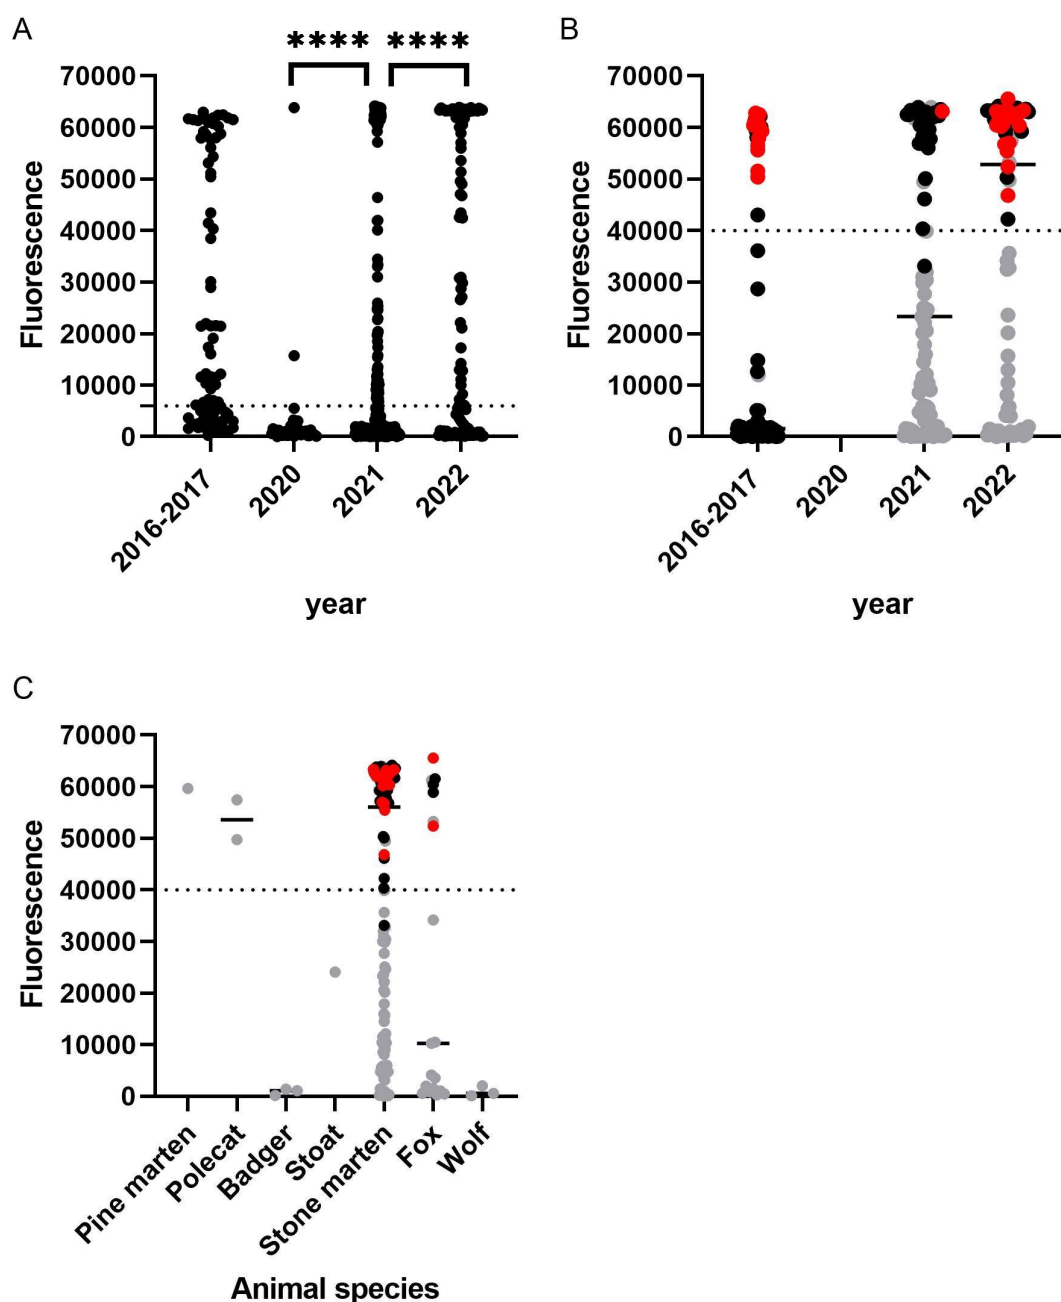 A
✱✱✱✱ ✱✱✱✱
70000
60000
50000
40000
30000
20000
10000
0
Fluorescence
2016-2017
2020
2021
2022
year
B
70000
60000
50000
40000
30000
20000
10000
0
Fluorescence
2016-2017
2020
2021
2022
year
C
70000
60000
50000
40000
30000
20000
10000
0
Fluorescence
Pine marten
Polecat
Badger
Stoat
Stone marten
Fox
Wolf
Animal species